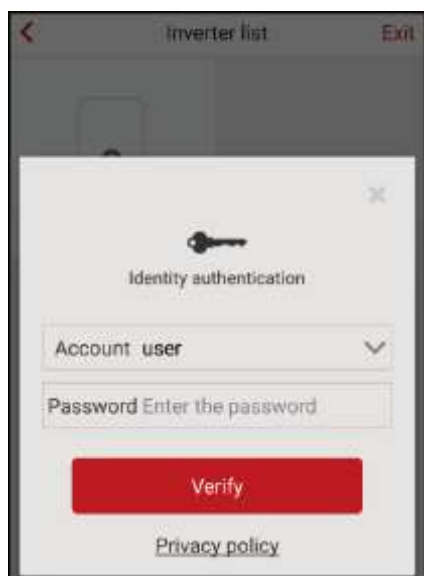 Inverter list Exit
Identity authentication
Account user
Password Enter the password
Verify
Privacy policy